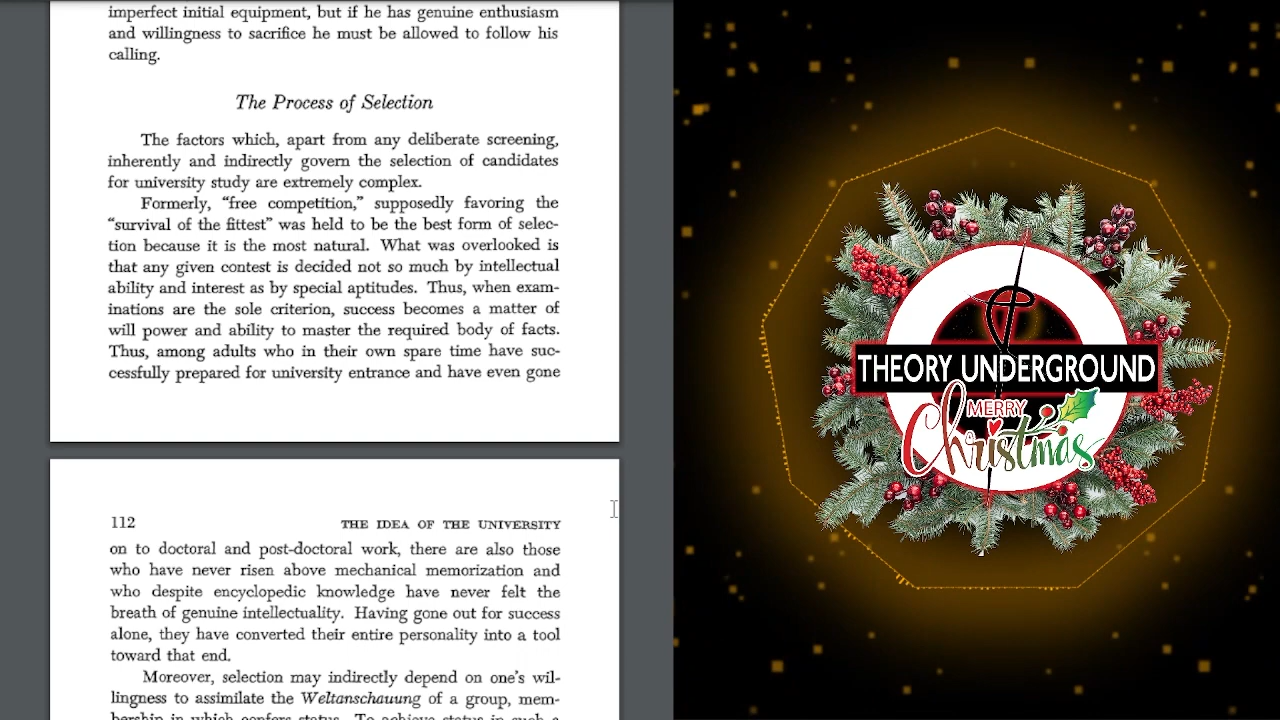 imperfect initial equipment, but if he has genuine enthusiasm
and willingness to sacrifice he must be allowed to follow his
calling.
The Process of Selection
The factors which, apart from any deliberate screening,
inherently and indirectly govern the selection of candidates
for university study are extremely complex.
Formerly, “free competition,” supposedly favoring the
“survival of the fittest” was held to be the best form of selec-
tion because it is the most natural. What was overlooked is
that any given contest is decided not so much by intellectual
ability and interest as by special aptitudes. Thus, when exam-
inations are the sole criterion, success becomes a matter of
will power and ability to master the required body of facts.
Thus, among adults who in their own spare time have suc-
cessfully prepared for university entrance and have even gone
112 THE IDEA OF THE UNIVERSITY
on to doctoral and post-doctoral work, there are also those
who have never risen above mechanical memorization and
who despite encyclopedic knowledge have never felt the
breath of genuine intellectuality. Having gone out for success
alone, they have converted their entire personality into a tool
toward that end.
Moreover, selection may indirectly depend on one’s wil-
lingness to assimilate the Weltanschauung of a group, mem-
bership in which confers status. To achieve status in such a
THEORY UNDERGROUND
MERRY
Christmas